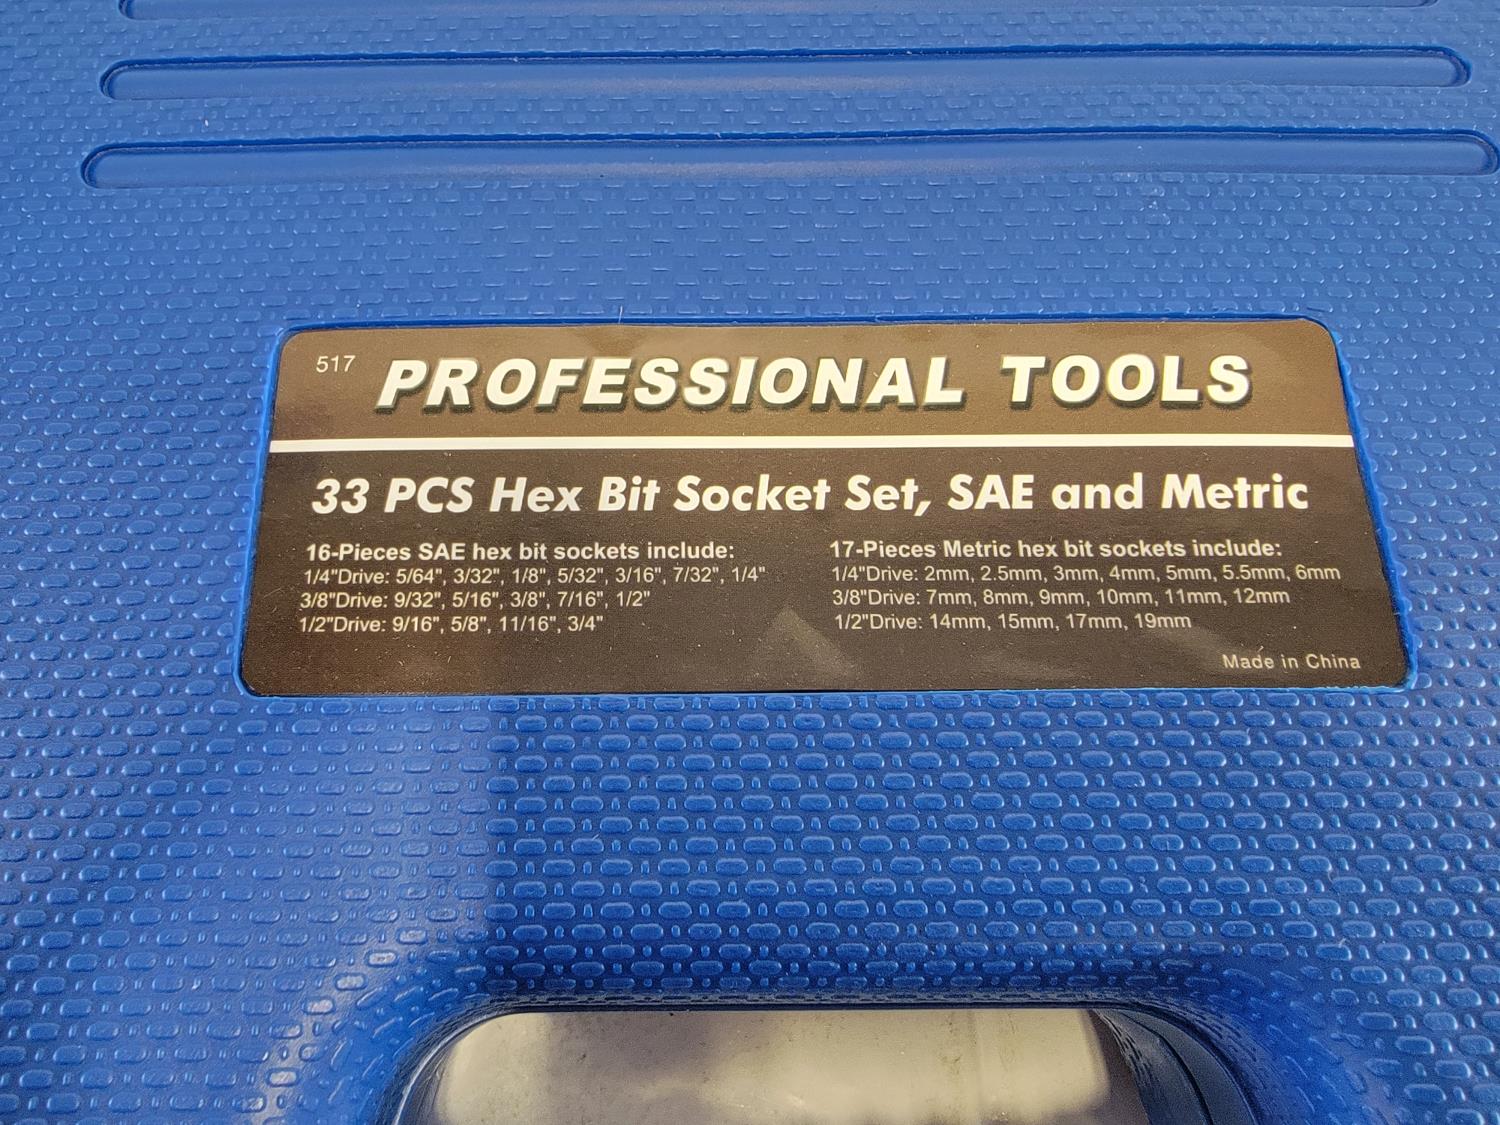 517 PROFESSIONAL TOOLS
33 PCS Hex Bit Socket Set, SAE and Metric
16-Pieces SAE hex bit sockets include:
1/4"Drive: 5/64", 3/32", 1/8", 5/32", 3/16", 7/32", 1/4"
3/8"Drive: 9/32", 5/16", 3/8", 7/16", 1/2"
1/2"Drive: 9/16", 5/8", 11/16", 3/4"
17-Pieces Metric hex bit sockets include:
1/4"Drive: 2mm, 2.5mm, 3mm, 4mm, 5mm, 5.5mm, 6mm
3/8"Drive: 7mm, 8mm, 9mm, 10mm, 11mm, 12mm
1/2"Drive: 14mm, 15mm, 17mm, 19mm
Made in China